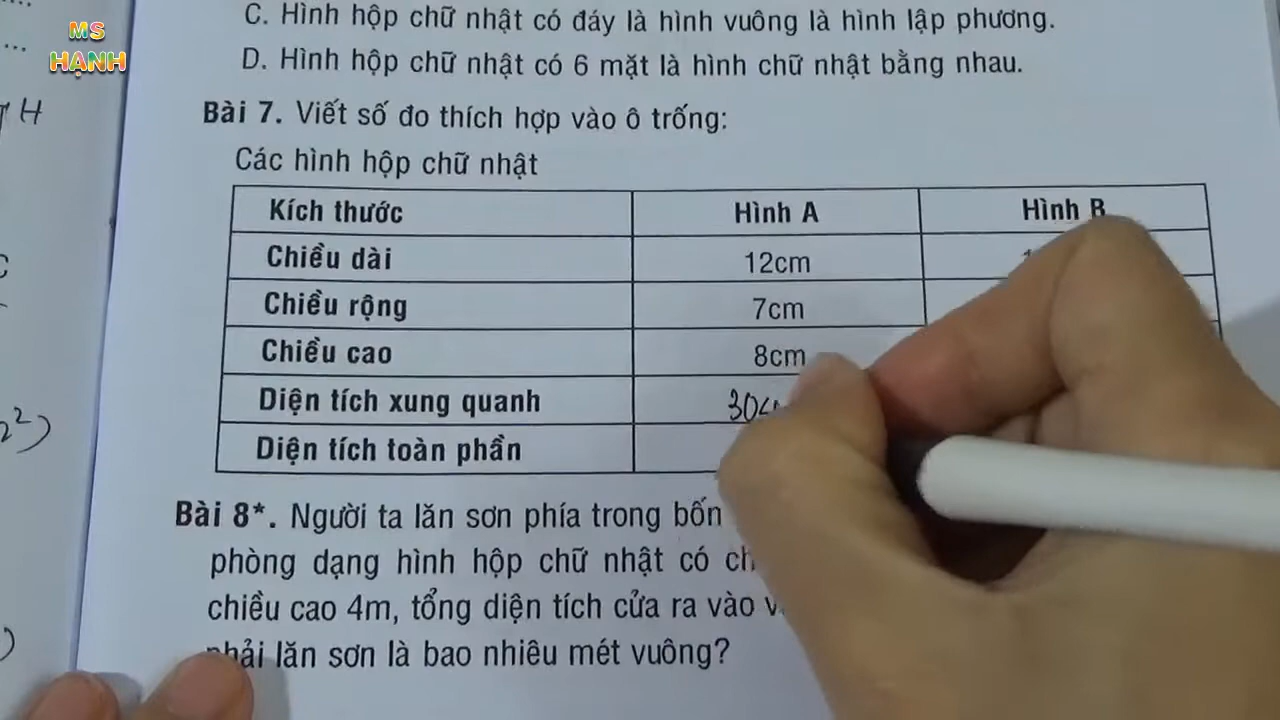 MS
HẠNH
C. Hình hộp chữ nhật có đáy là hình vuông là hình lập phương.
D. Hình hộp chữ nhật có 6 mặt là hình chữ nhật bằng nhau.
H
Bài 7. Viết số đo thích hợp vào ô trống:
Các hình hộp chữ nhật
Kích thước Hình A Hình B
Chiều dài 12cm
Chiều rộng 7cm
Chiều cao 8cm
Diện tích xung quanh 304
Diện tích toàn phần
Bài 8*. Người ta lăn sơn phía trong bốn
phòng dạng hình hộp chữ nhật có
chiều cao 4m, tổng diện tích cửa ra vào
phải lăn sơn là bao nhiêu mét vuông?